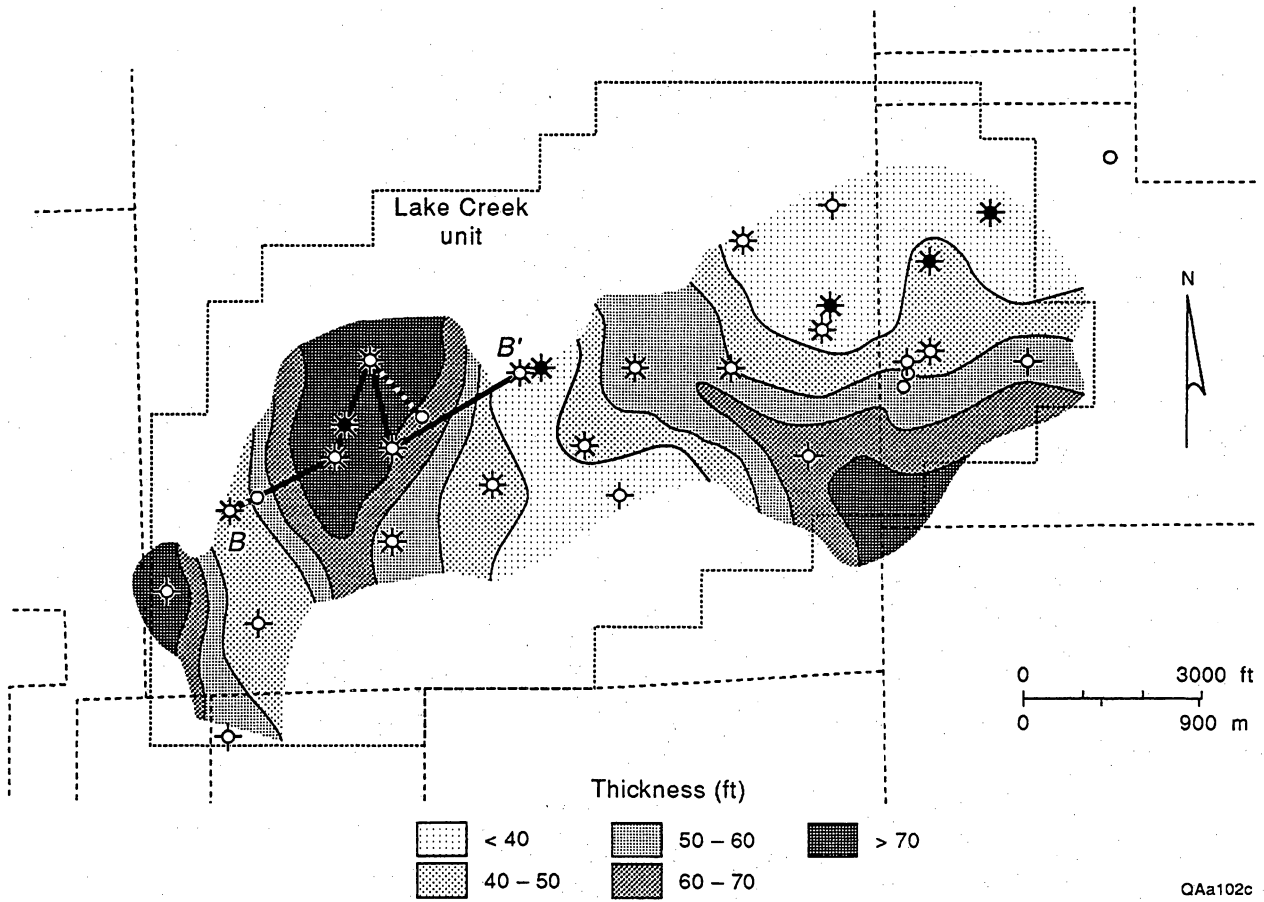 Lake Creek
unit
N
B'
B
0 3000 ft
0 900 m
Thickness (ft)
< 40
50 – 60
> 70
40 – 50
60 – 70
QAa102c